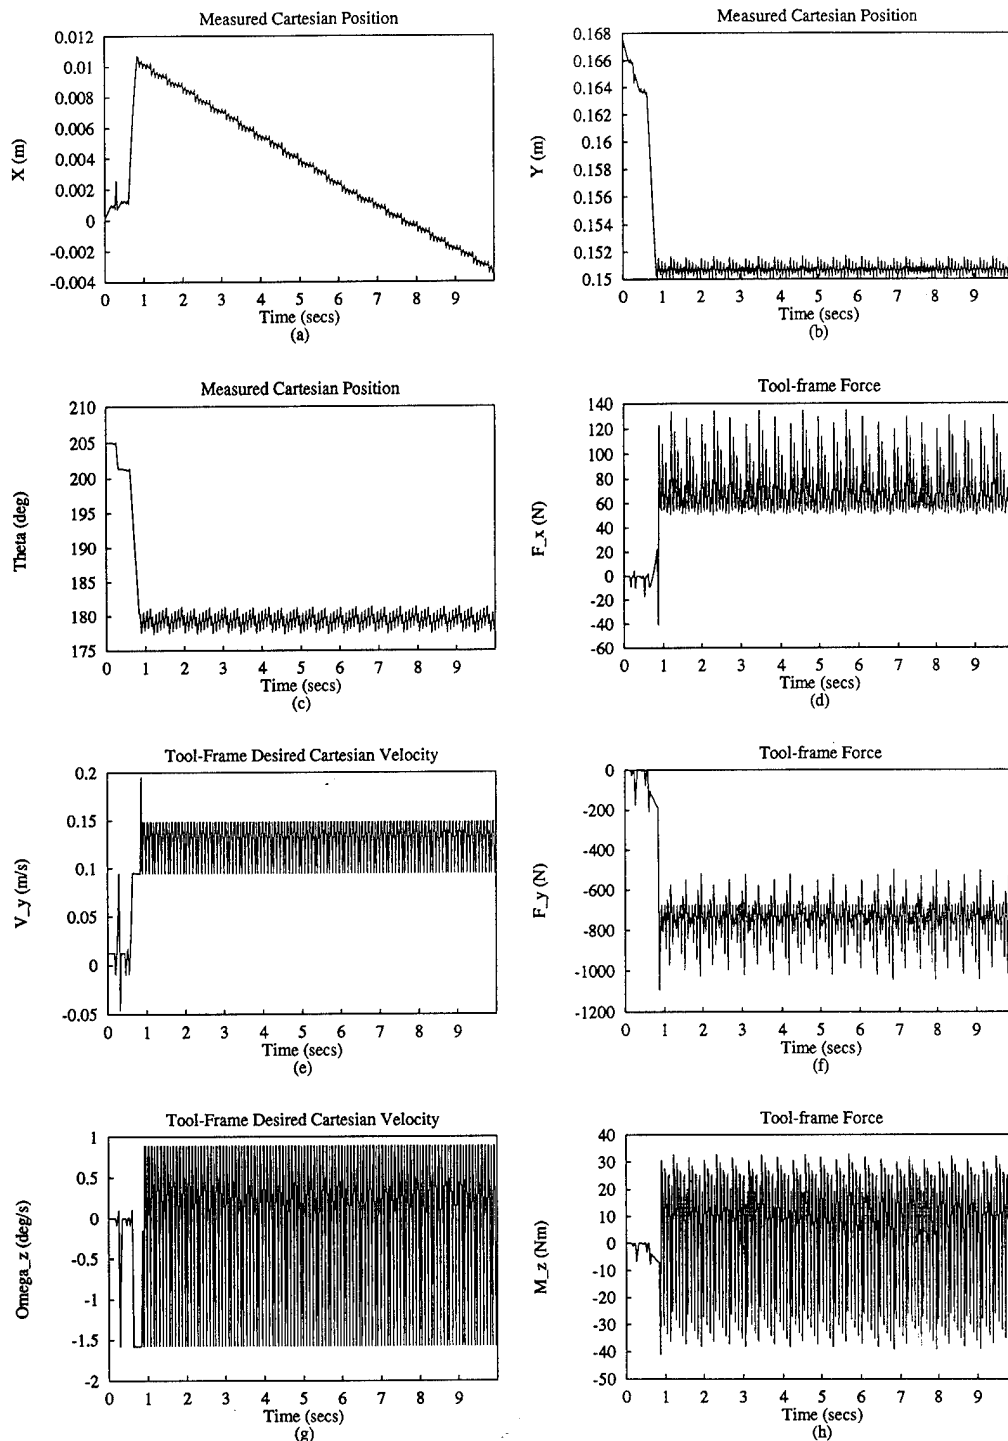 Measured Cartesian Position
0.012
0.01
0.008
0.006
0.004
0.002
0
-0.002
-0.004
X (m)
0 1 2 3 4 5 6 7 8 9
Time (secs)
(a)
Measured Cartesian Position
0.168
0.166
0.164
0.162
0.16
0.158
0.156
0.154
0.152
0.15
Y (m)
0 1 2 3 4 5 6 7 8 9
Time (secs)
(b)
Measured Cartesian Position
210
205
200
195
190
185
180
175
Theta (deg)
0 1 2 3 4 5 6 7 8 9
Time (secs)
(c)
Tool-frame Force
140
120
100
80
60
40
20
0
-20
-40
-60
F_x (N)
0 1 2 3 4 5 6 7 8 9
Time (secs)
(d)
Tool-Frame Desired Cartesian Velocity
0.2
0.15
0.1
0.05
0
-0.05
V_y (m/s)
0 1 2 3 4 5 6 7 8 9
Time (secs)
(e)
Tool-frame Force
0
-200
-400
-600
-800
-1000
-1200
F_y (N)
0 1 2 3 4 5 6 7 8 9
Time (secs)
(f)
Tool-Frame Desired Cartesian Velocity
1
0.5
0
-0.5
-1
-1.5
-2
Omega_z (deg/s)
0 1 2 3 4 5 6 7 8 9
Time (secs)
(g)
Tool-frame Force
40
30
20
10
0
-10
-20
-30
-40
-50
M_z (Nm)
0 1 2 3 4 5 6 7 8 9
Time (secs)
(h)